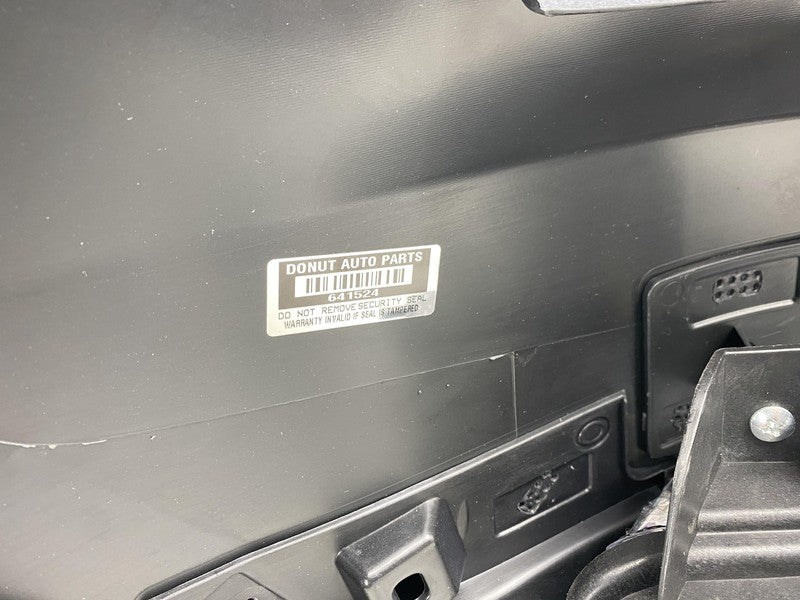 DONUT AUTO PARTS
641524
DO NOT REMOVE SECURITY SEAL
WARRANTY INVALID IF SEAL IS TAMPERED